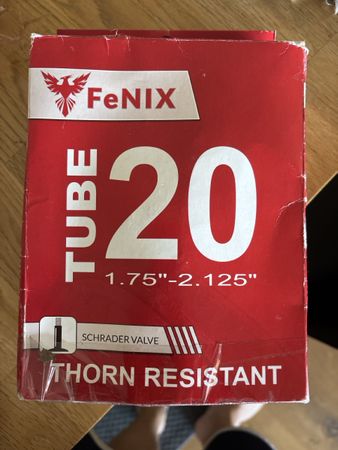 FeNIX
TUBE
20
1.75"-2.125"
SCHRADER VALVE
THORN RESISTANT